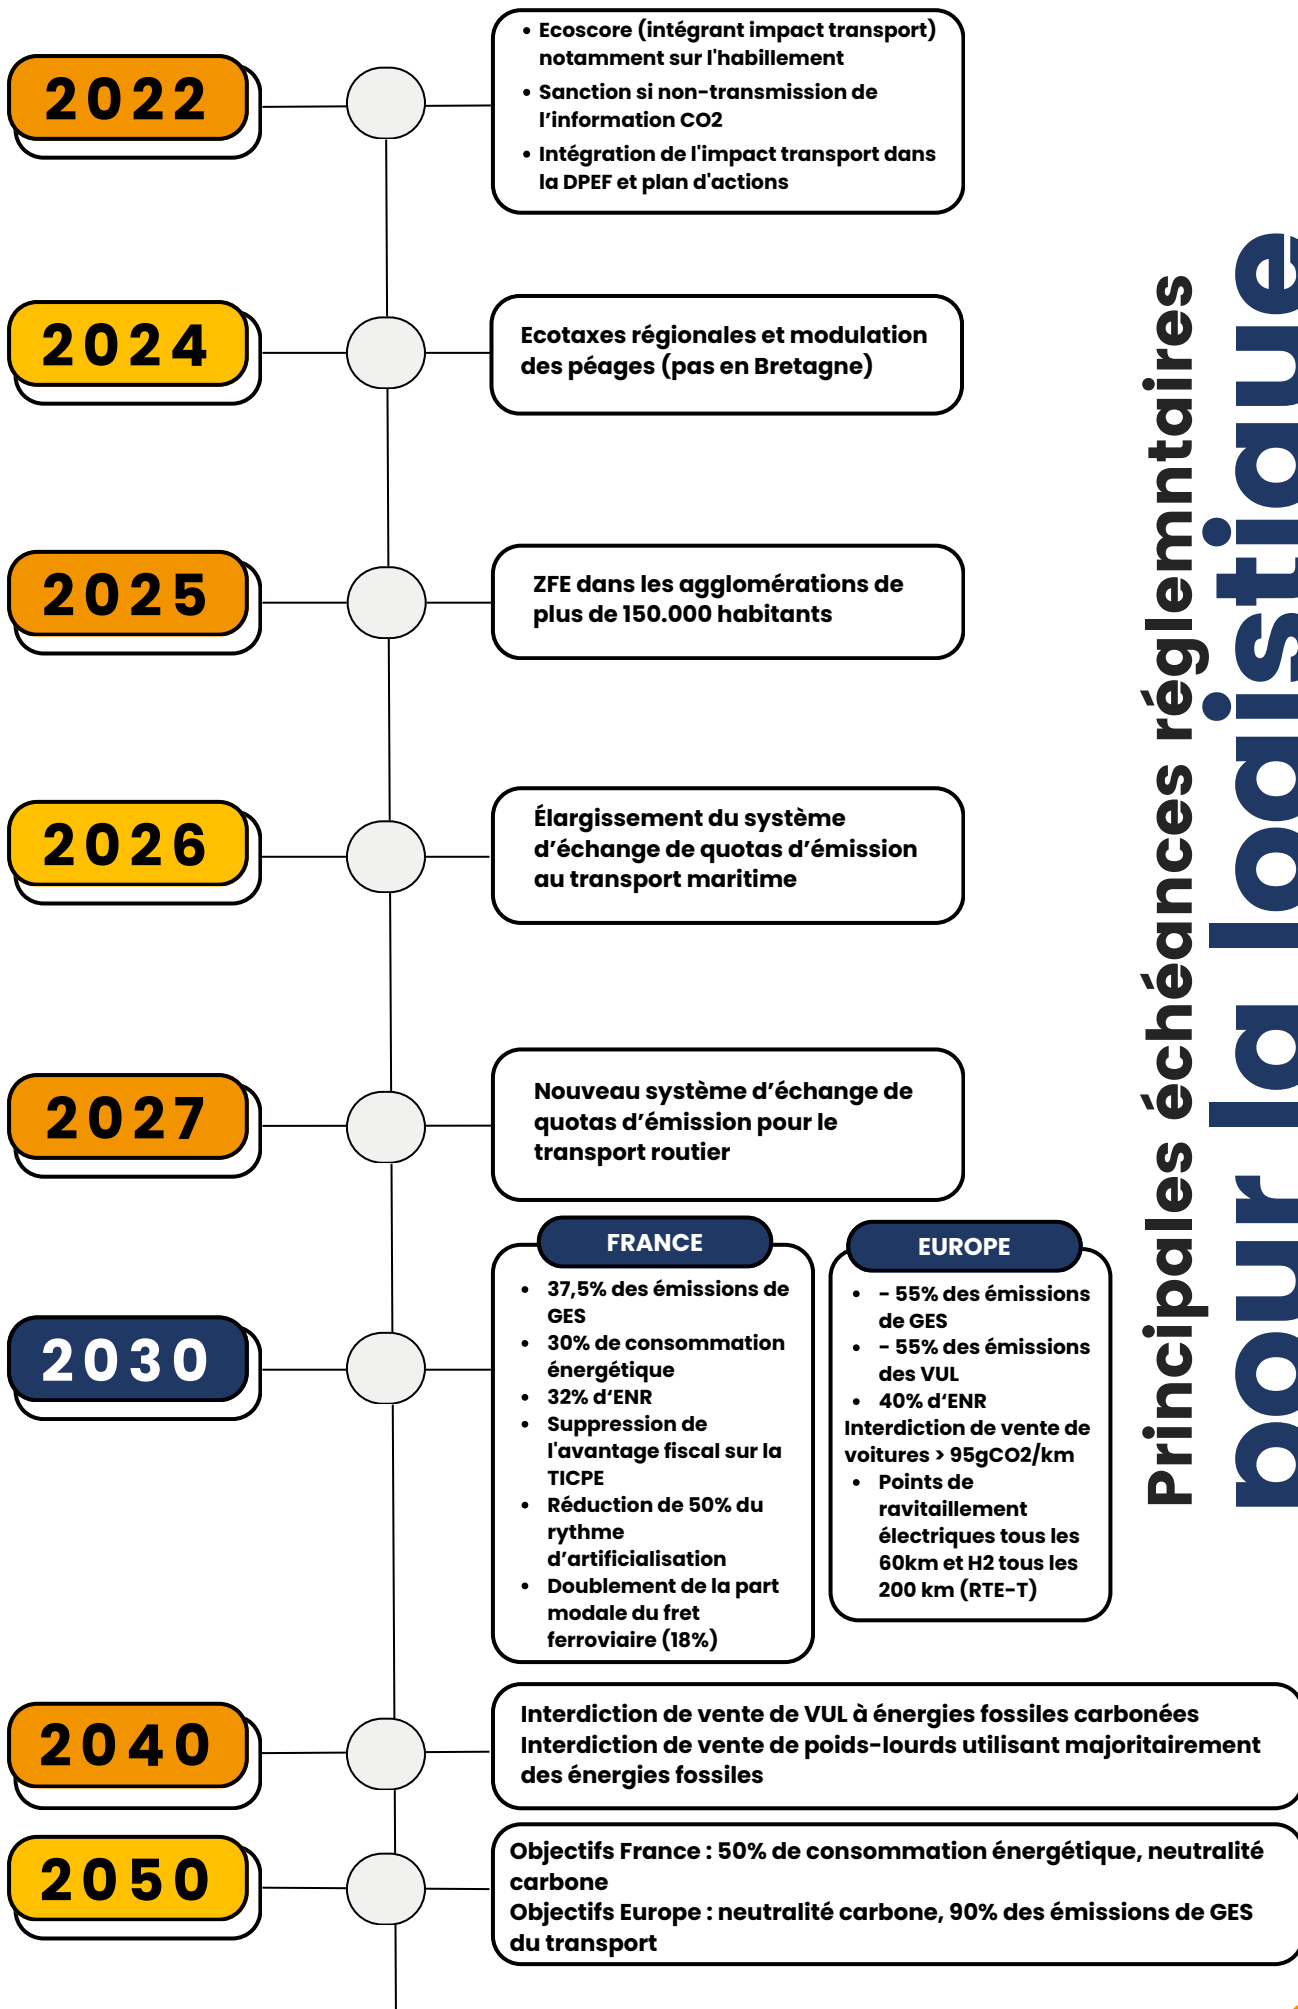 2022
• Ecoscore (intégrant impact transport)
notamment sur l'habillement
• Sanction si non-transmission de
l’information CO2
• Intégration de l'impact transport dans
la DPEF et plan d'actions
2024
Ecotaxes régionales et modulation
des péages (pas en Bretagne)
2025
ZFE dans les agglomérations de
plus de 150.000 habitants
2026
Élargissement du système
d’échange de quotas d’émission
au transport maritime
2027
Nouveau système d’échange de
quotas d’émission pour le
transport routier
2030
FRANCE
• 37,5% des émissions de
GES
• 30% de consommation
énergétique
• 32% d‘ENR
• Suppression de
l'avantage fiscal sur la
TICPE
• Réduction de 50% du
rythme
d’artificialisation
• Doublement de la part
modale du fret
ferroviaire (18%)
EUROPE
• - 55% des émissions
de GES
• - 55% des émissions
des VUL
• 40% d‘ENR
Interdiction de vente de
voitures > 95gCO2/km
• Points de
ravitaillement
électriques tous les
60km et H2 tous les
200 km (RTE-T)
2040
Interdiction de vente de VUL à énergies fossiles carbonées
Interdiction de vente de poids-lourds utilisant majoritairement
des énergies fossiles
2050
Objectifs France : 50% de consommation énergétique, neutralité
carbone
Objectifs Europe : neutralité carbone, 90% des émissions de GES
du transport
Principales échéances réglemntaires
pour la logistique